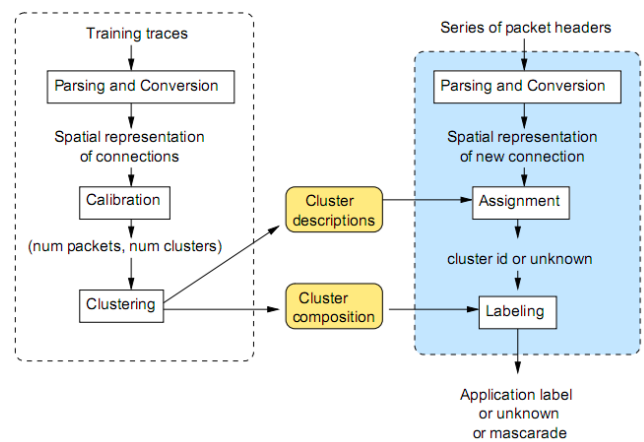 Training traces
Parsing and Conversion
Spatial representation
of connections
Calibration
(num packets, num clusters)
Clustering
Cluster
descriptions
Cluster
composition
Series of packet headers
Parsing and Conversion
Spatial representation
of new connection
Assignment
cluster id or unknown
Labeling
Application label
or unknown
or mascarade